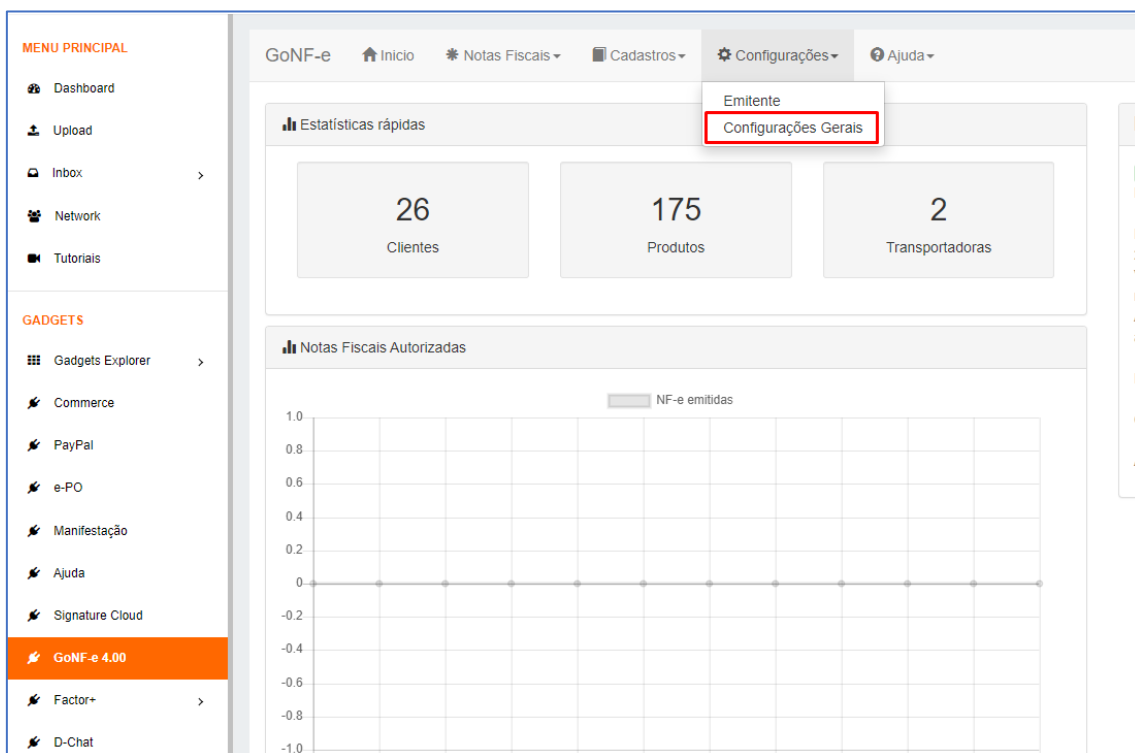 MENU PRINCIPAL
Dashboard
Upload
Inbox
Network
Tutoriais
GADGETS
Gadgets Explorer
Commerce
PayPal
e-PO
Manifestação
Ajuda
Signature Cloud
GoNF-e 4.00
Factor+
D-Chat
GoNF-e Inicio Notas Fiscais Cadastros Configurações Ajuda
Emitente
Configurações Gerais
Estatísticas rápidas
26 175 2
Clientes Produtos Transportadoras
Notas Fiscais Autorizadas
NF-e emitidas
1.0
0.8
0.6
0.4
0.2
0
-0.2
-0.4
-0.6
-0.8
-1.0